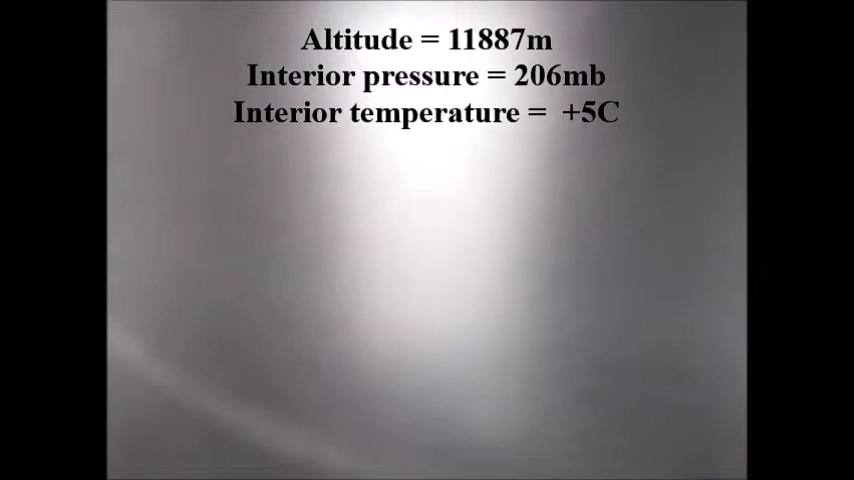 Altitude = 11887m
Interior pressure = 206mb
Interior temperature =  +5C